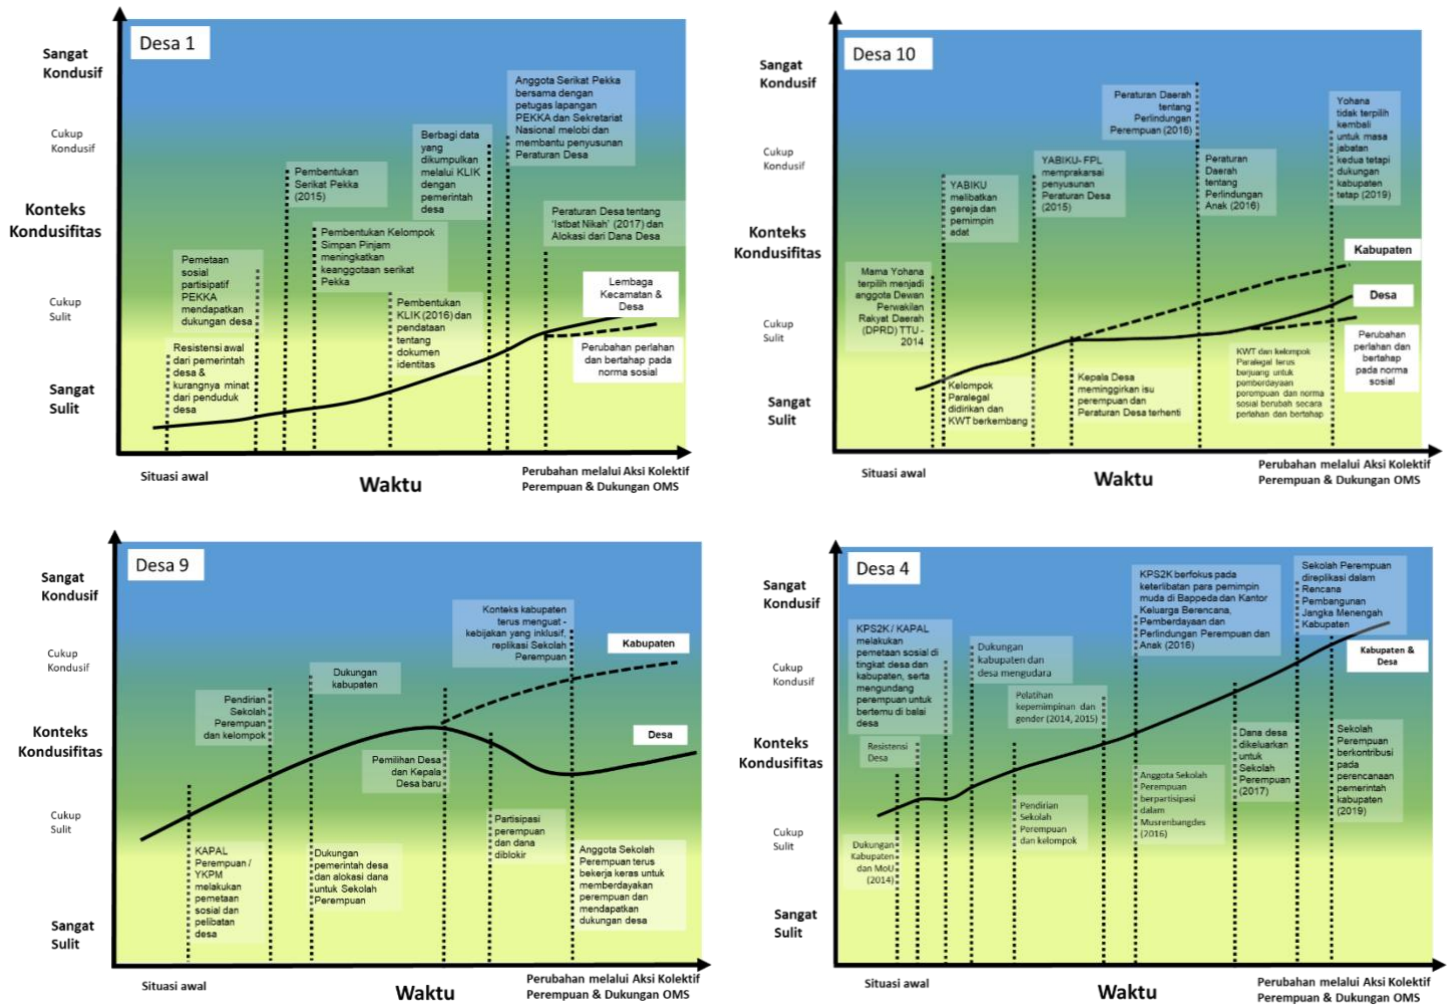 Desa 1
Sangat
Kondusif
Cukup
Kondusif
Konteks
Kondusifitas
Cukup
Sulit
Sangat
Sulit
Resistensi awal
dari pemerintah
desa &
kurangnya minat
dari penduduk
desa
Pemetaan
sosial
partisipatif
PEKKA
mendapatkan
dukungan desa
Pembentukan
Serikat Pekka
(2015)
Pembentukan Kelompok
Simpan Pinjam
meningkatkan
keanggotaan serikat
Pekka
Pembentukan
KLIK (2016) dan
pendataan
tentang
dokumen
identitas
Berbagi data
yang
dikumpulkan
melalui KLIK
dengan
pemerintah
desa
Anggota Serikat Pekka
bersama dengan
petugas lapangan
PEKKA dan Sekretariat
Nasional melobi dan
membantu penyusunan
Peraturan Desa
Peraturan Desa tentang
'Istbat Nikah' (2017) dan
Alokasi dari Dana Desa
Lembaga
Kecamatan &
Desa
Perubahan perlahan
dan bertahap pada
norma sosial
Situasi awal
Waktu
Perubahan melalui Aksi Kolektif
Perempuan & Dukungan OMS
Desa 10
Sangat
Kondusif
Cukup
Kondusif
Konteks
Kondusifitas
Cukup
Sulit
Sangat
Sulit
Mama Yohana
terpilih menjadi
anggota Dewan
Perwakilan
Rakyat Daerah
(DPRD) TTU -
2014
YABIKU
melibatkan
gereja dan
pemimpin
adat
Kelompok
Paralegal
didirikan dan
KWT berkembang
YABIKU- FPL
memprakarsai
penyusunan
Peraturan Desa
(2015)
Kepala Desa
meminggirkan isu
perempuan dan
Peraturan Desa terhenti
Peraturan Daerah
tentang
Perlindungan
Perempuan (2016)
Peraturan
Daerah
tentang
Perlindungan
Anak (2016)
Yohana
tidak terpilih
kembali
untuk masa
jabatan
kedua tetapi
dukungan
kabupaten
tetap (2019)
Kabupaten
Desa
Perubahan
perlahan dan
bertahap pada
norma sosial
KWT dan kelompok
Paralegal terus
berjuang untuk
pemberdayaan
perempuan dan norma
sosial berubah secara
perlahan dan bertahap
Situasi awal
Waktu
Perubahan melalui Aksi Kolektif
Perempuan & Dukungan OMS
Desa 9
Sangat
Kondusif
Cukup
Kondusif
Konteks
Kondusifitas
Cukup
Sulit
Sangat
Sulit
KAPAL
Perempuan /
YKPM
melakukan
pemetaan
sosial dan
pelibatan
desa
Pendirian
Sekolah
Perempuan
dan kelompok
Dukungan
kabupaten
Dukungan
pemerintah desa
dan alokasi dana
untuk Sekolah
Perempuan
Pemilihan Desa
dan Kepala
Desa baru
Partisipasi
perempuan
dan dana
diblokir
Konteks kabupaten
terus menguat -
kebijakan yang inklusif,
replikasi Sekolah
Perempuan
Anggota Sekolah
Perempuan terus
bekerja keras untuk
memberdayakan
perempuan dan
mendapatkan
dukungan desa
Kabupaten
Desa
Situasi awal
Waktu
Perubahan melalui Aksi Kolektif
Perempuan & Dukungan OMS
Desa 4
Sangat
Kondusif
Cukup
Kondusif
Konteks
Kondusifitas
Cukup
Sulit
Sangat
Sulit
Dukungan
Kabupaten
dan MoU
(2014)
Resistensi
Desa
KPS2K / KAPAL
melakukan
pemetaan sosial di
tingkat desa dan
kabupaten, serta
mengundang
perempuan untuk
bertemu di balai
desa
Dukungan
kabupaten dan
desa mengudara
Pendirian
Sekolah
Perempuan
dan kelompok
Pelatihan
kepemimpinan dan
gender (2014, 2015)
KPS2K berfokus pada
keterlibatan para pemimpin
muda di Bappeda dan Kantor
Keluarga Berencana,
Pemberdayaan dan
Perlindungan Perempuan dan
Anak (2016)
Anggota Sekolah
Perempuan
berpartisipasi
dalam
Musrenbangdes
(2016)
Dana desa
dikeluarkan
untuk
Sekolah
Perempuan
(2017)
Sekolah Perempuan
direplikasi dalam
Rencana
Pembangunan
Jangka Menengah
Kabupaten
Sekolah
Perempuan
berkontribusi
pada
perencanaan
pemerintah
kabupaten
(2019)
Kabupaten &
Desa
Situasi awal
Waktu
Perubahan melalui Aksi Kolektif
Perempuan & Dukungan OMS